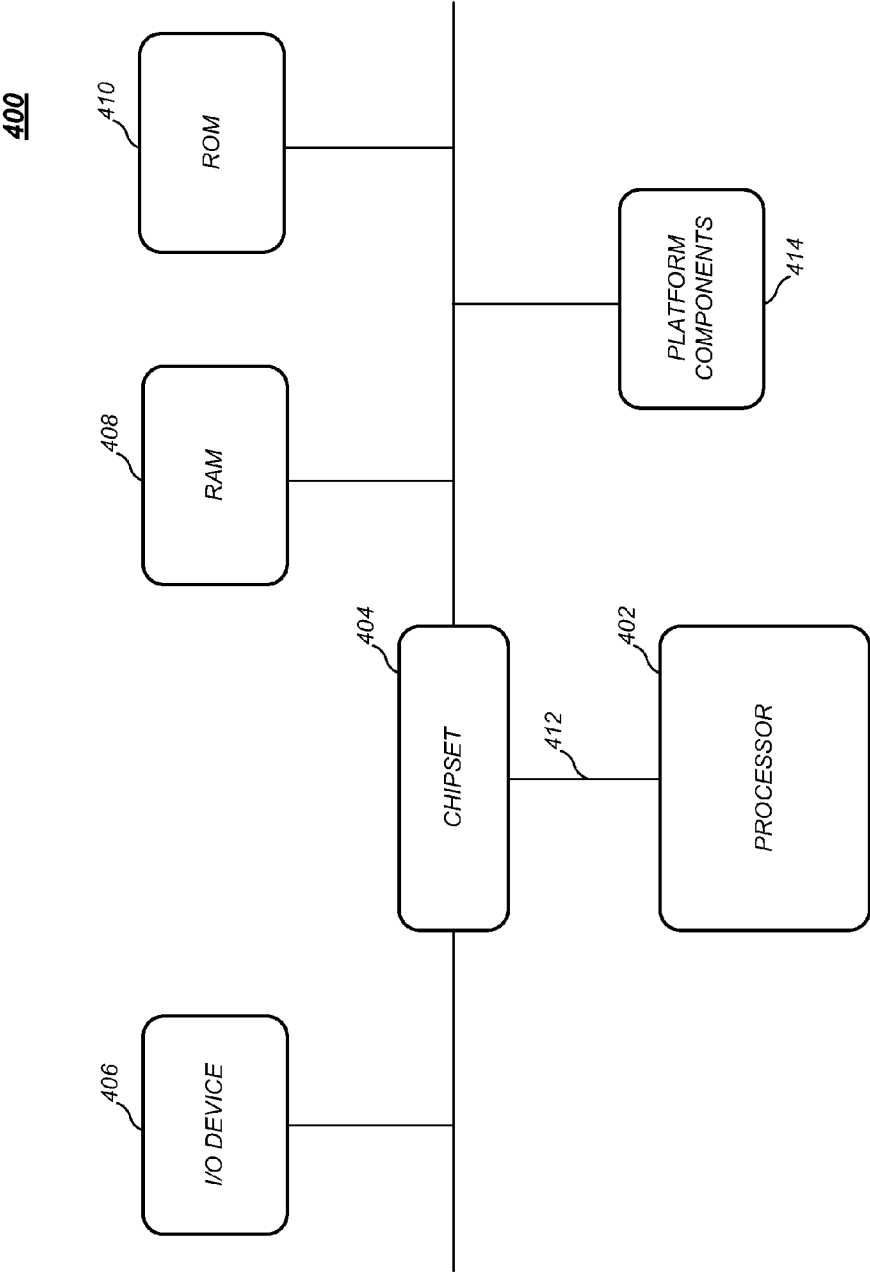 400
406
I/O DEVICE
408
RAM
410
ROM
404
CHIPSET
412
402
PROCESSOR
PLATFORM
COMPONENTS
414